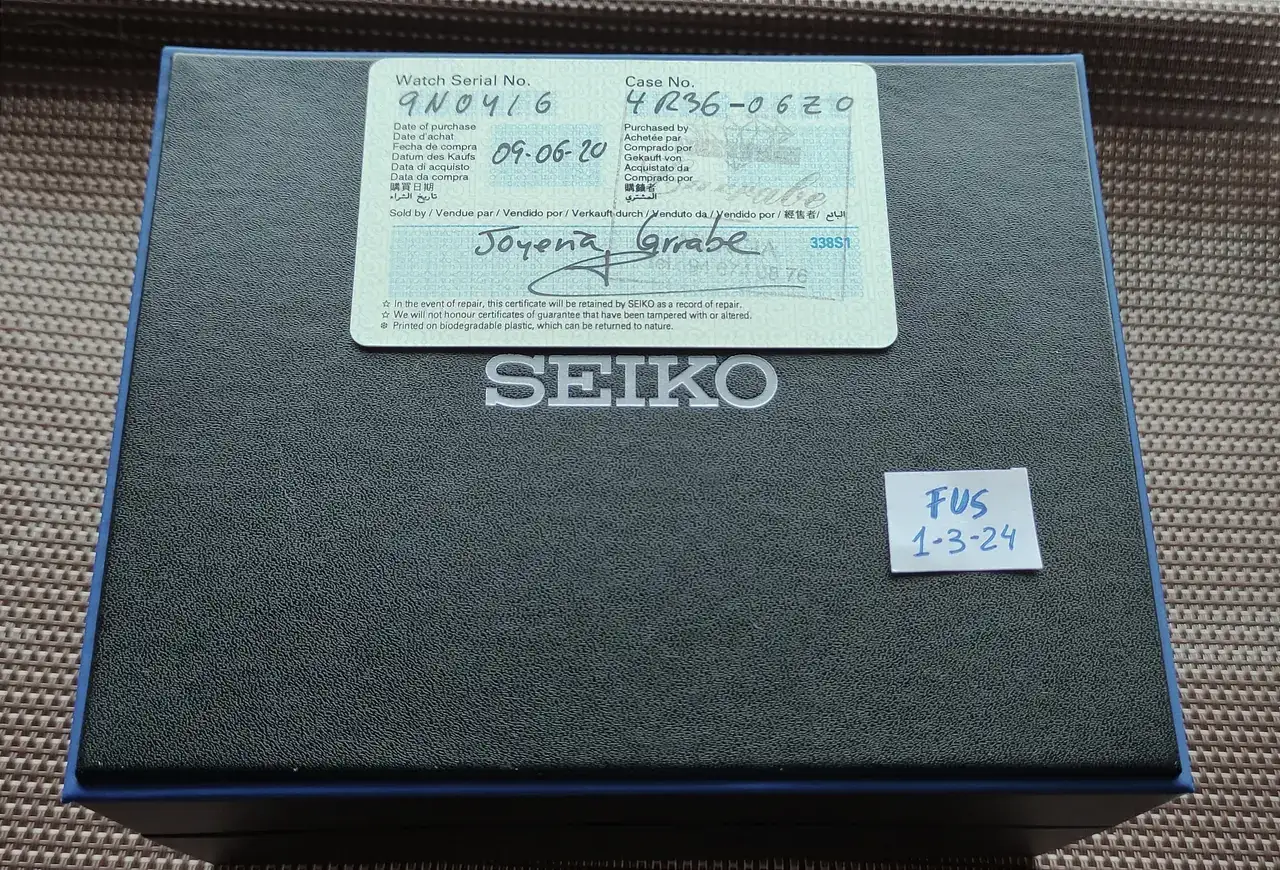 Watch Serial No.
9N0416
Case No.
4R36-06Z0
Date of purchase
Date d'achat
Fecha de compra
Datum des Kaufs
Data di acquisto
Data da compra
購買日期
تاريخ الشراء
09-06-20
Purchased by
Achetée par
Comprado por
Gekauft von
Acquistato da
Comprado por
購錶者
المشتري
Sold by / Vendue par / Vendido por / Verkauft durch / Venduto da / Vendido por / 經售者/ البائع
Joyería Larrabe
338S1
☆ In the event of repair, this certificate will be retained by SEIKO as a record of repair.
☆ We will not honour certificates of guarantee that have been tampered with or altered.
❆ Printed on biodegradable plastic, which can be returned to nature.
SEIKO
FUS
1-3-24